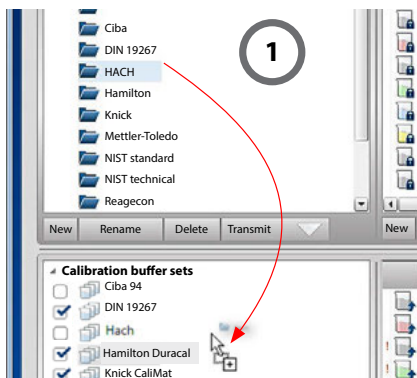 Ciba
DIN 19267
HACH
Hamilton
Knick
Mettler-Toledo
NIST standard
NIST technical
Reagecon
1
New Rename Delete Transmit New
Calibration buffer sets
Ciba 94
DIN 19267
Hach
Hamilton Duracal
Knick CaliMat